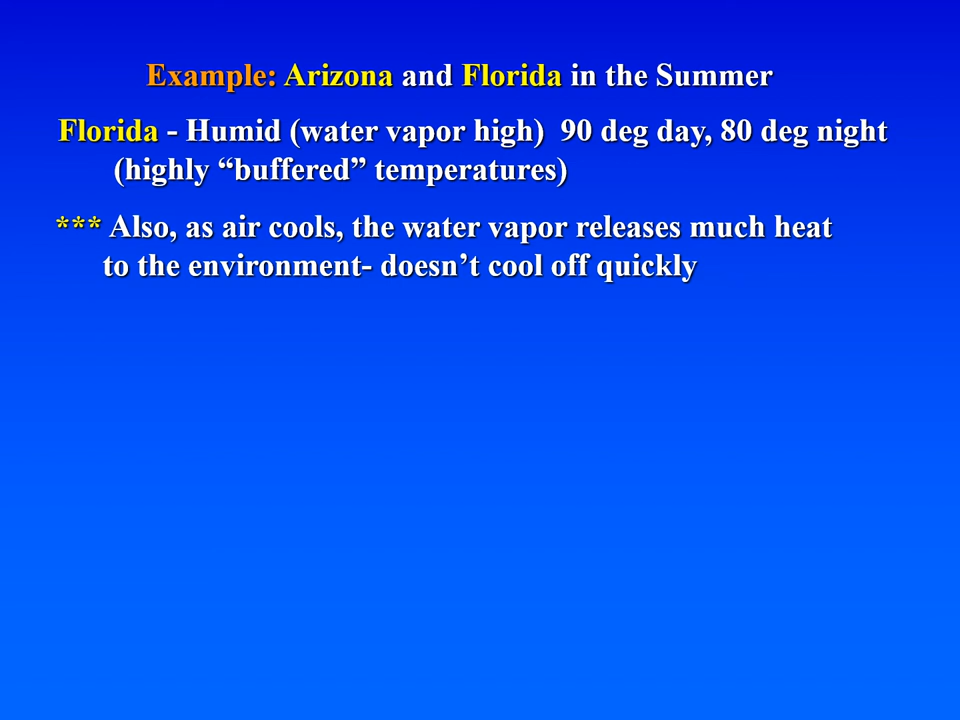 Example: Arizona and Florida in the Summer
Florida - Humid (water vapor high)  90 deg day, 80 deg night
(highly “buffered” temperatures)
*** Also, as air cools, the water vapor releases much heat
to the environment- doesn’t cool off quickly